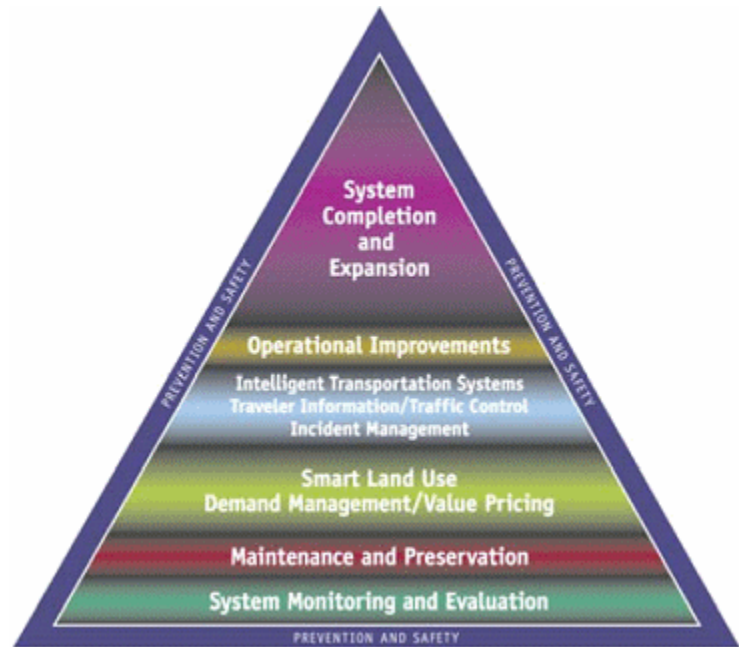 System
Completion
and
Expansion
PREVENTION AND SAFETY
PREVENTION AND SAFETY
Operational Improvements
Intelligent Transportation Systems
Traveler Information/Traffic Control
Incident Management
Smart Land Use
Demand Management/Value Pricing
Maintenance and Preservation
System Monitoring and Evaluation
PREVENTION AND SAFETY